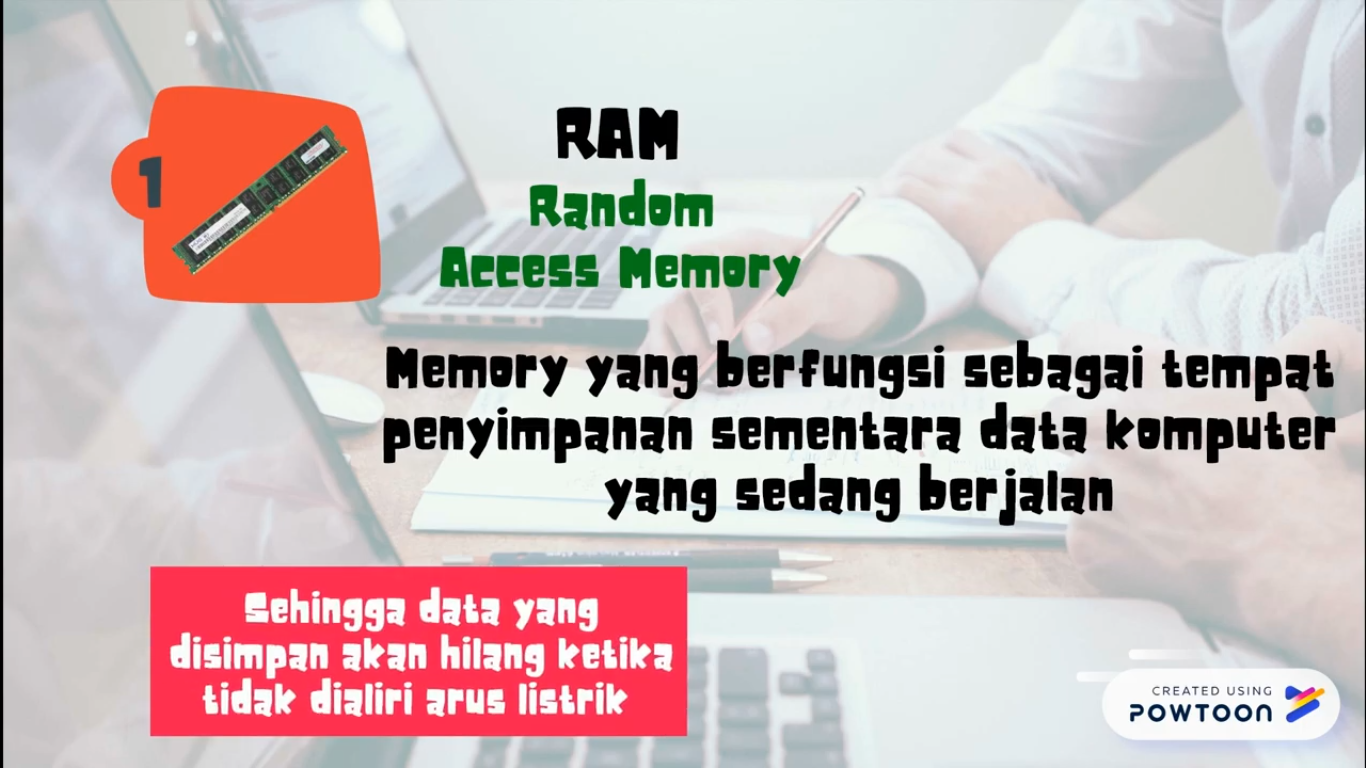 1
RAM
Random
Access Memory
Memory yang berfungsi sebagai tempat
penyimpanan sementara data komputer
yang sedang berjalan
Sehingga data yang
disimpan akan hilang ketika
tidak dialiri arus listrik
CREATED USING
POWTOON